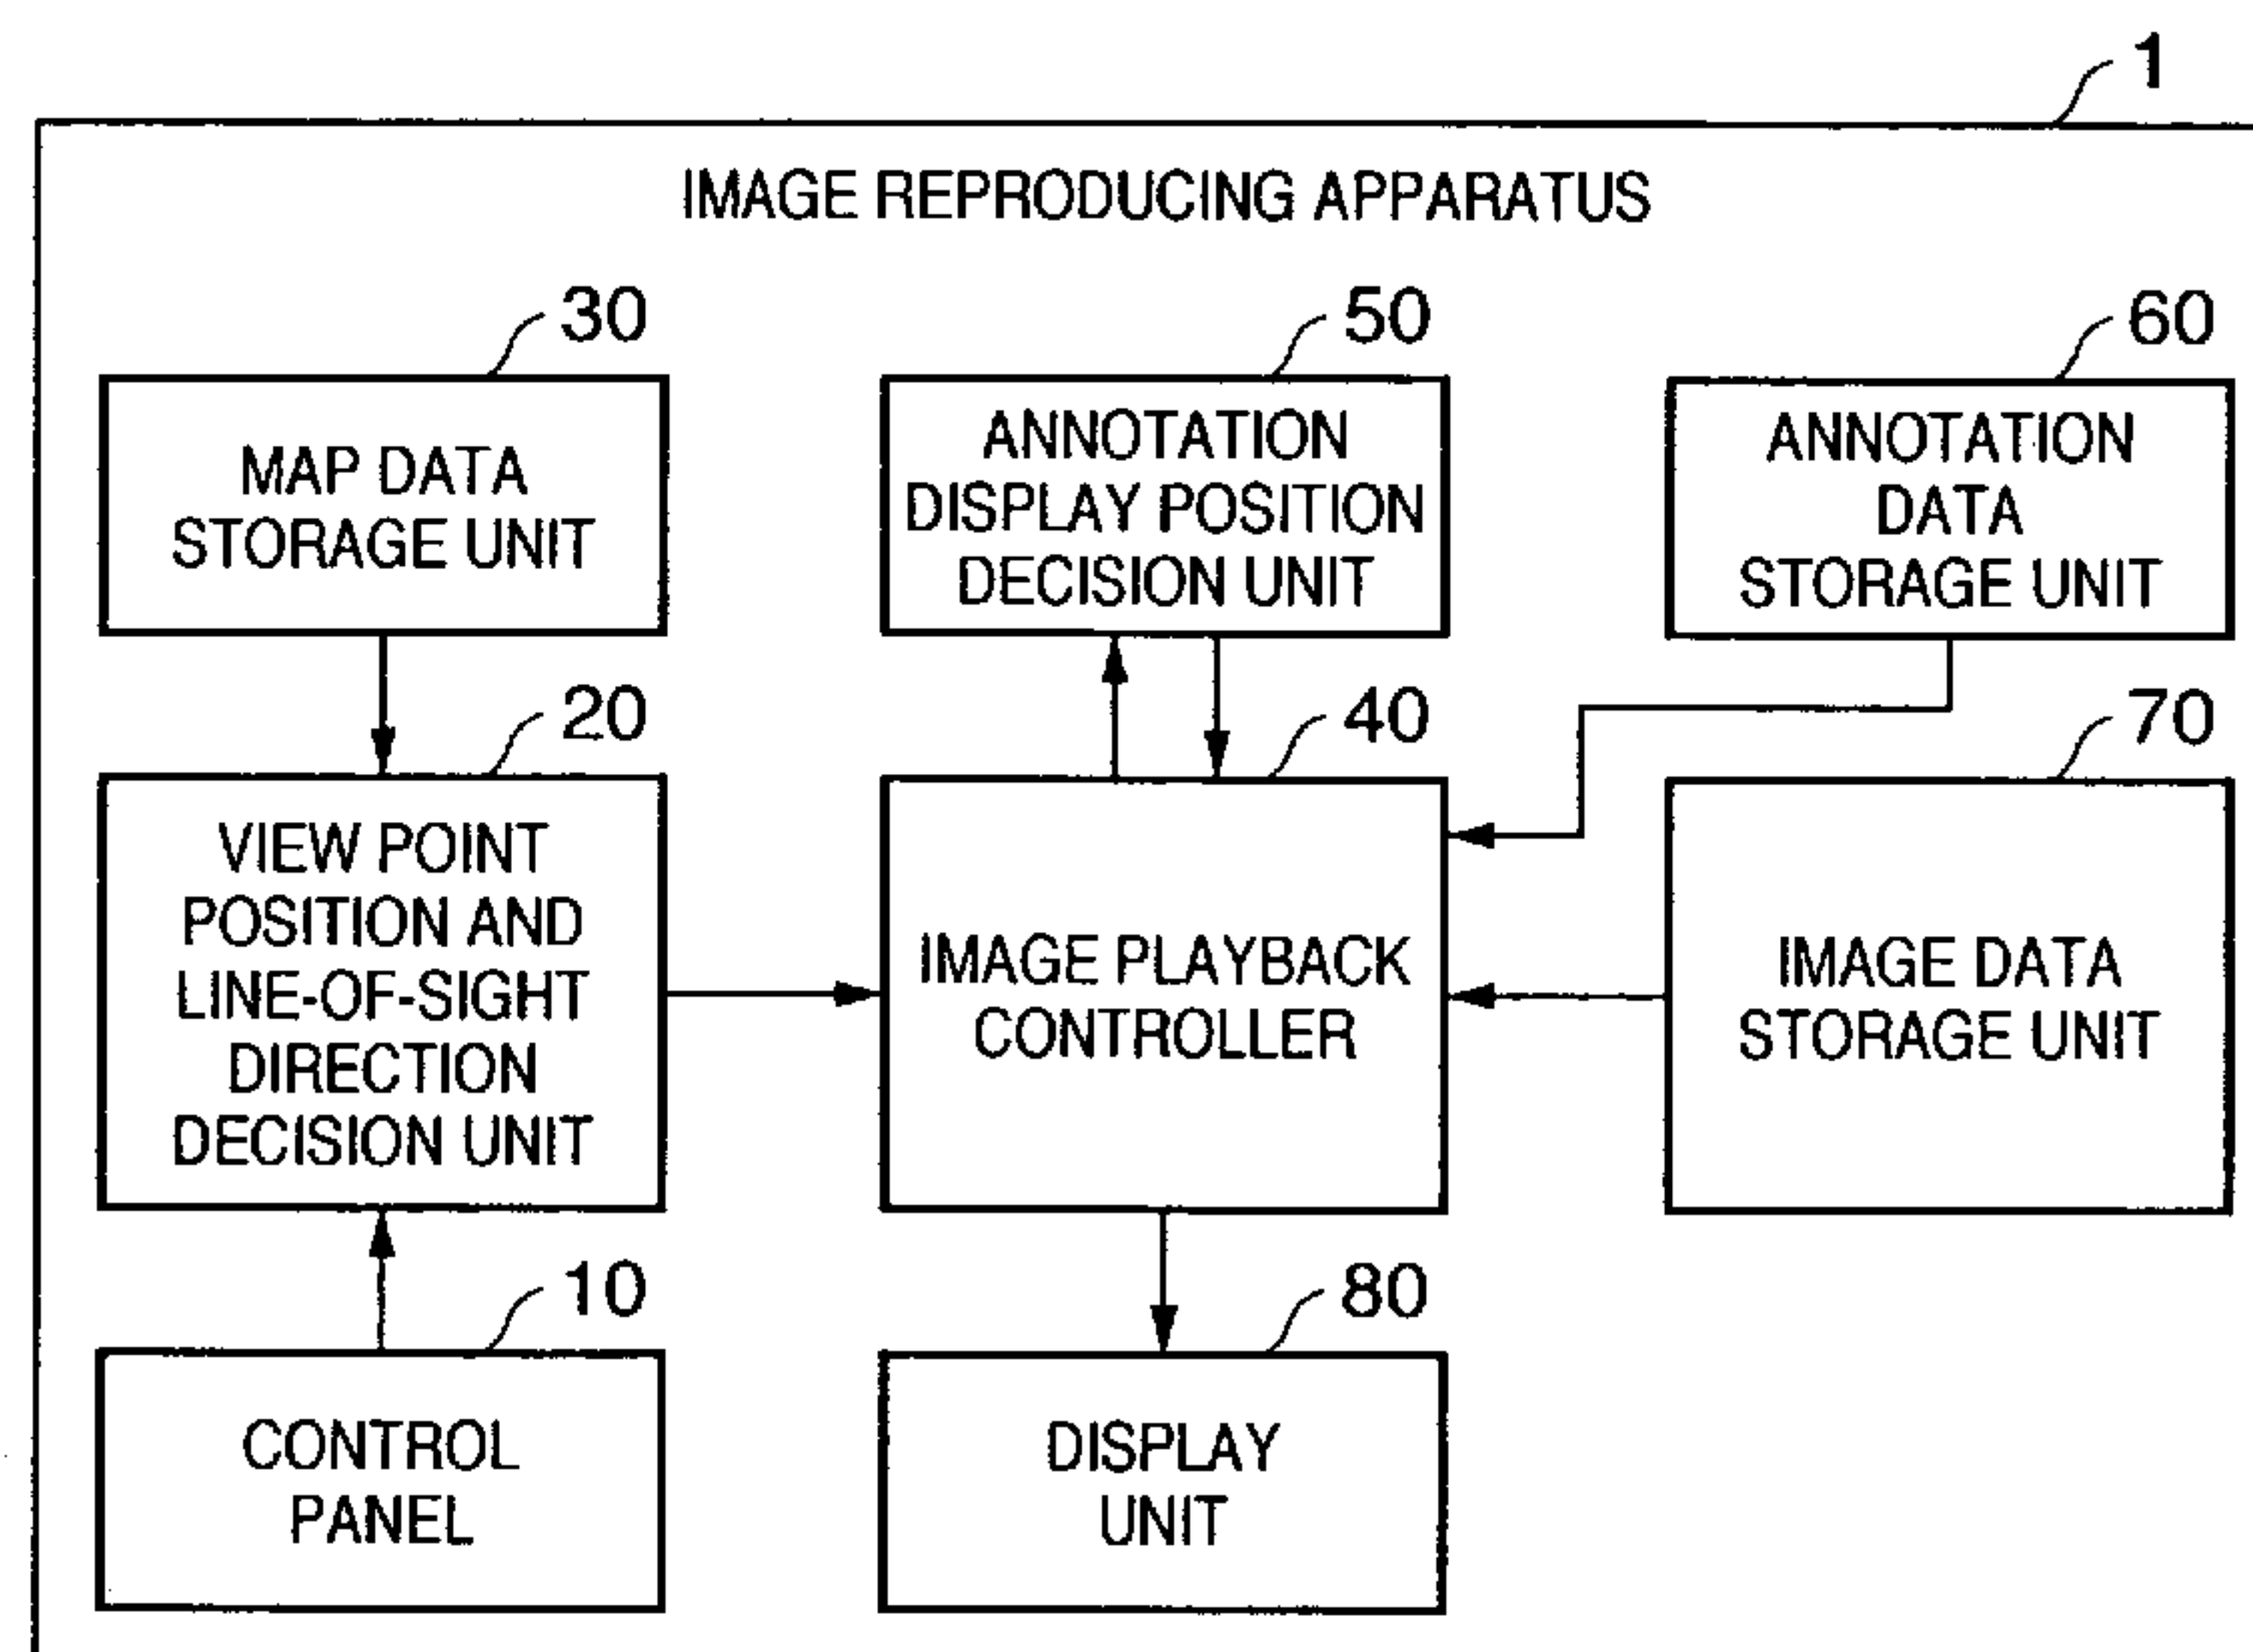 1
IMAGE REPRODUCING APPARATUS
30
MAP DATA
STORAGE UNIT
50
ANNOTATION
DISPLAY POSITION
DECISION UNIT
60
ANNOTATION
DATA
STORAGE UNIT
20
VIEW POINT
POSITION AND
LINE-OF-SIGHT
DIRECTION
DECISION UNIT
40
IMAGE PLAYBACK
CONTROLLER
70
IMAGE DATA
STORAGE UNIT
10
CONTROL
PANEL
80
DISPLAY
UNIT